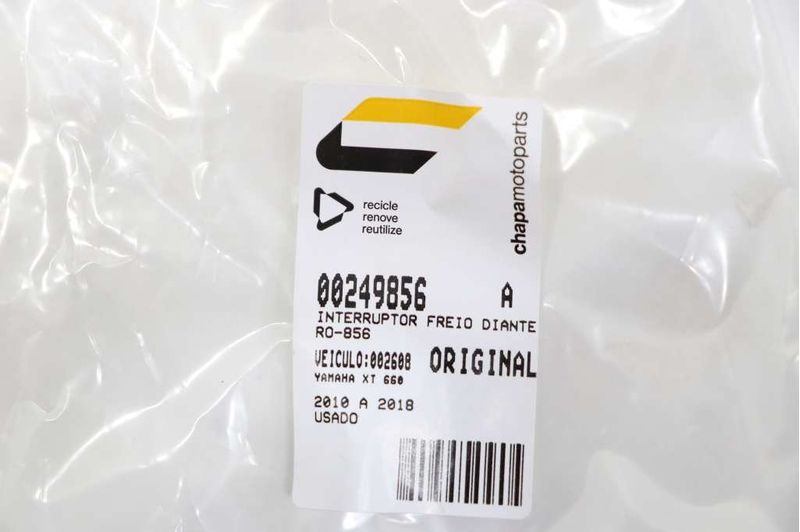 chapamotoparts
recicle
renove
reutilize
00249856 A
INTERRUPTOR FREIO DIANTE
RO-856
VEICULO:002608 ORIGINAL
YAMAHA XT 660
2010 A 2018
USADO